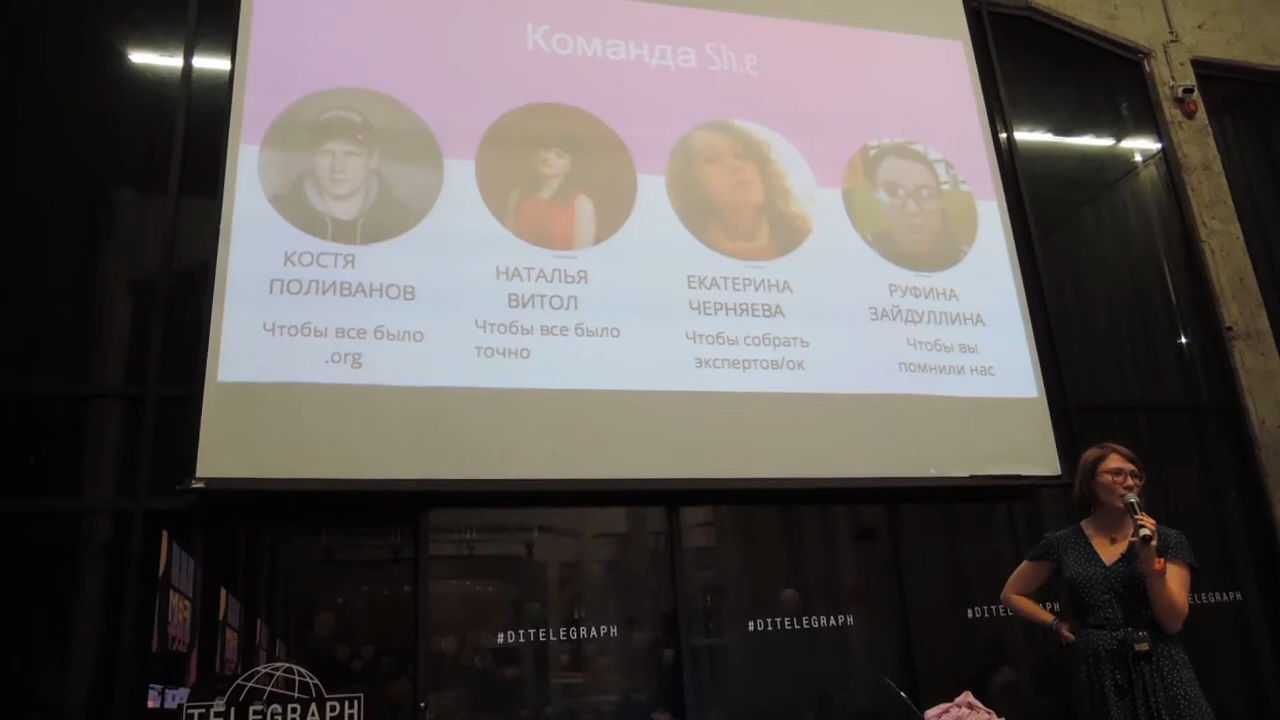 Команда Sh.e
КОСТЯ
ПОЛИВАНОВ
Чтобы все было
.org
НАТАЛЬЯ
ВИТОЛ
Чтобы все было
точно
ЕКАТЕРИНА
ЧЕРНЯЕВА
Чтобы собрать
экспертов/ок
РУФИНА
ЗАЙДУЛЛИНА
Чтобы вы
помнили нас
#DITELEGRAPH
#DITELEGRAPH
#DITELEGRAPH
TELEGRAPH